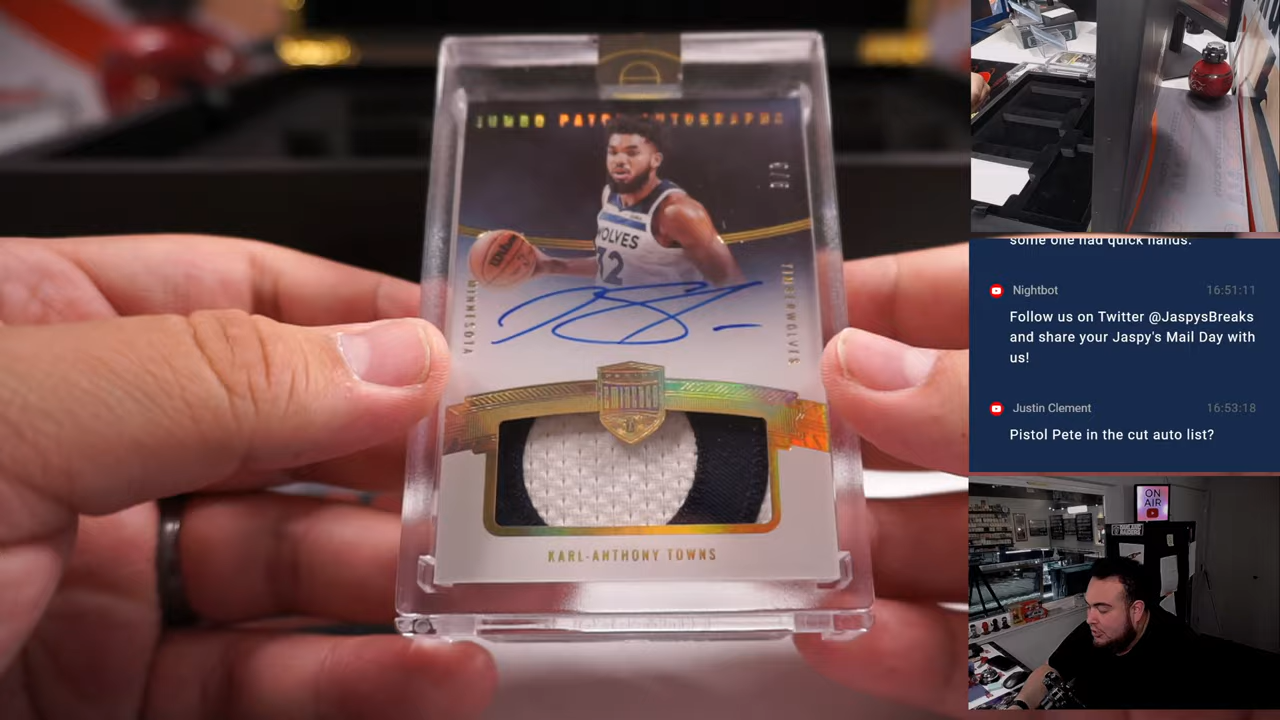 JUMBO PATCH AUTOGRAPHS
WOLVES
32
MINNESOTA
TIMBERWOLVES
KARL-ANTHONY TOWNS
some one had quick hands.
Nightbot 16:51:11
Follow us on Twitter @JaspysBreaks
and share your Jaspy's Mail Day with
us!
Justin Clement 16:53:18
Pistol Pete in the cut auto list?
ON
AIR